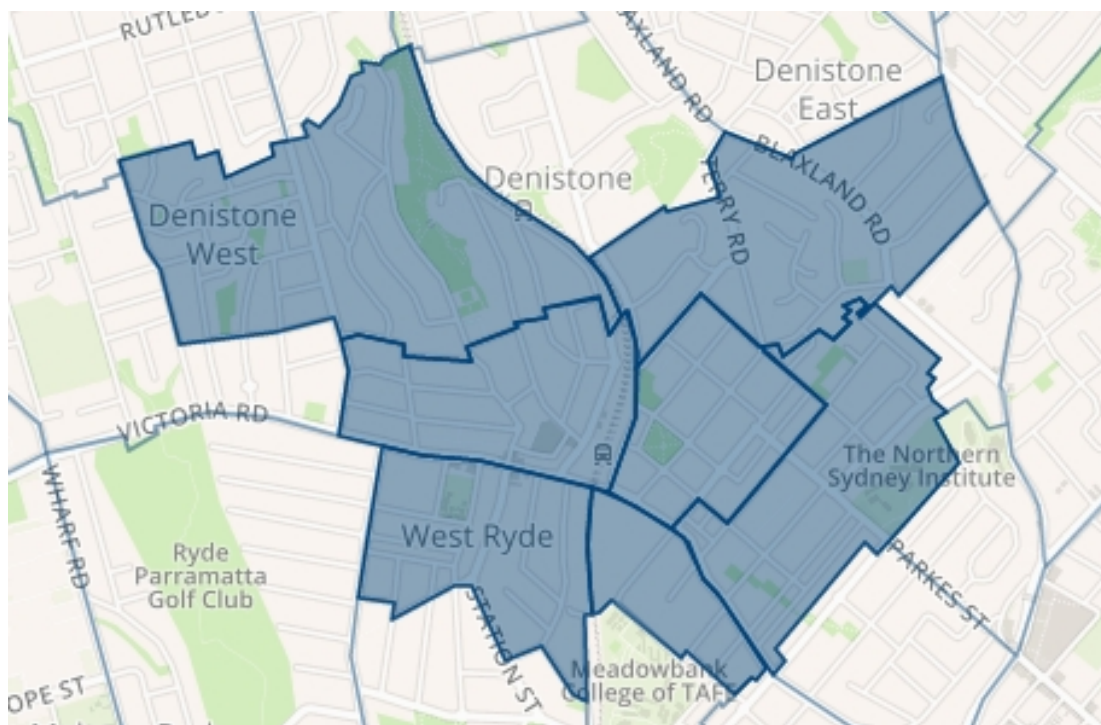 RUTLED
BLAXLAND RD
Denistone
East
BLAXLAND RD
Denistone
TERRY RD
Denistone
West
VICTORIA RD
The Northern
Sydney Institute
WHARF RD
West Ryde
Ryde
Parramatta
Golf Club
STATION ST
PARKES ST
Meadowbank
College of TAFE
OPE ST